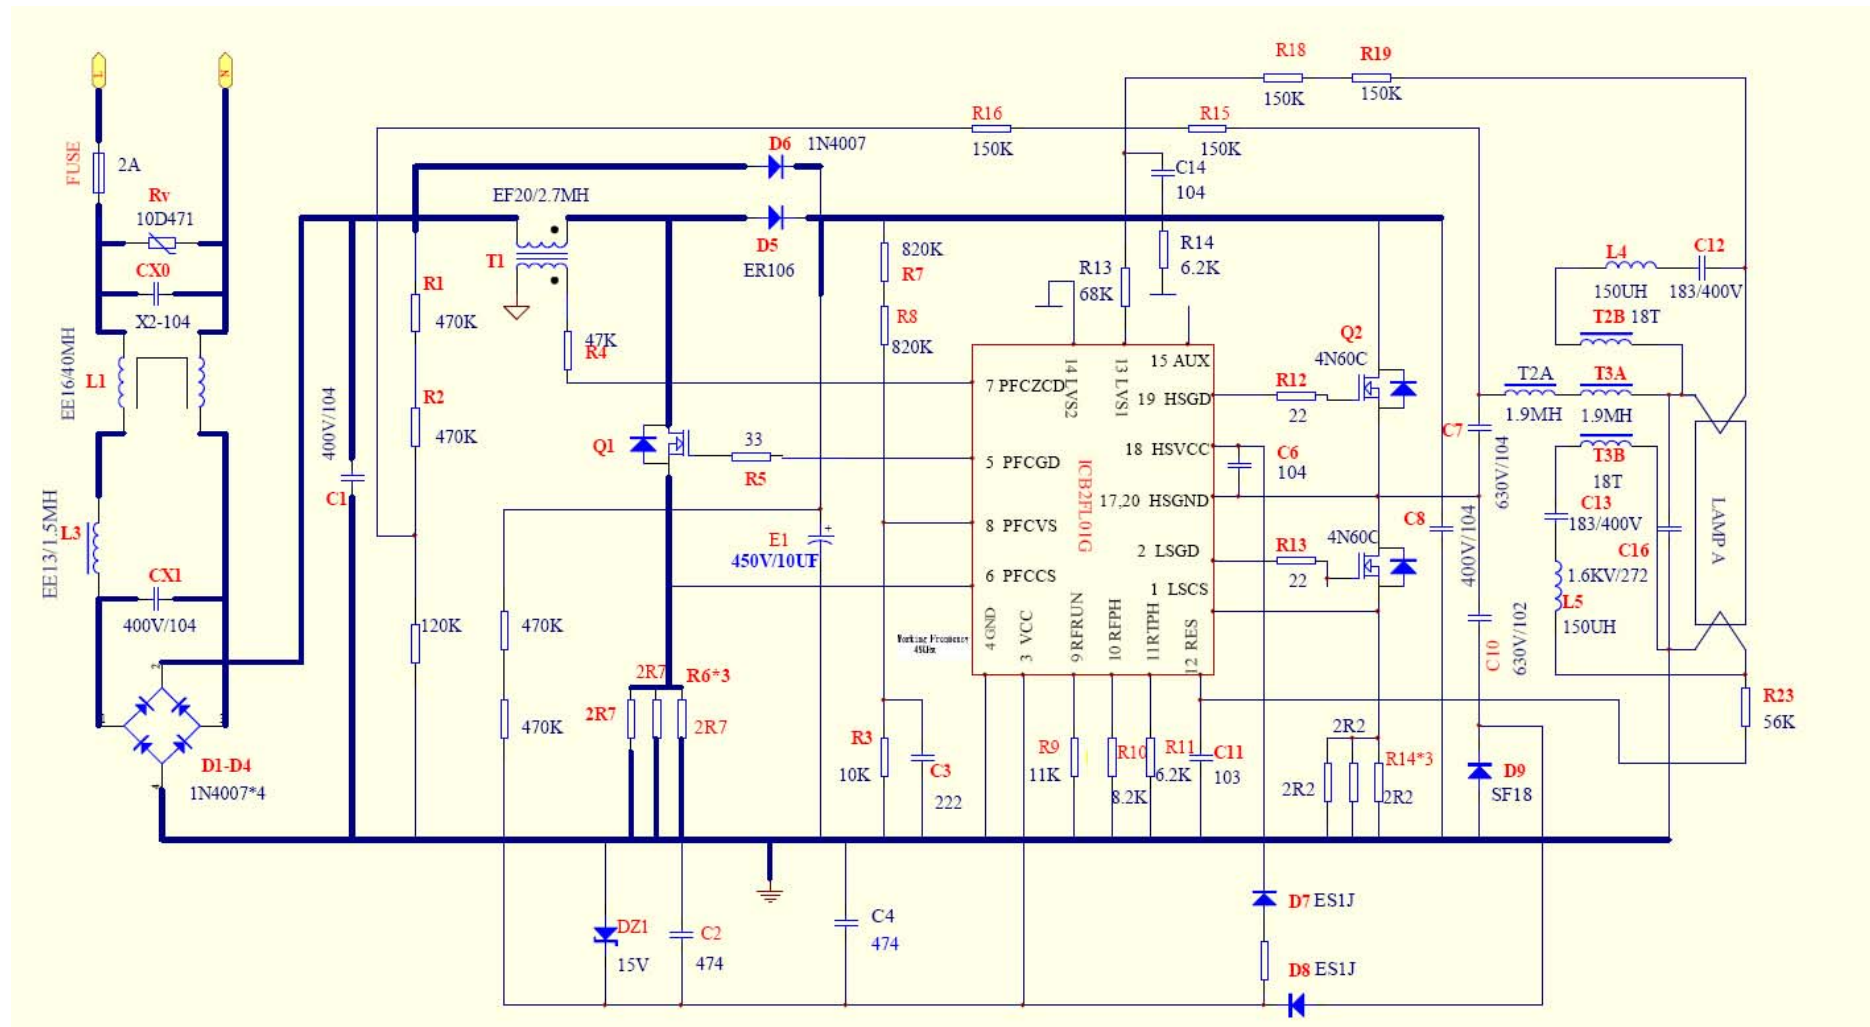 L
N
R18
R19
150K
150K
R16
R15
150K
150K
D6
1N4007
FUSE
2A
C14
104
Rv
10D471
EF20/2.7MH
R14
6.2K
T1
D5
ER106
820K
R7
R13
68K
L4
C12
150UH
183/400V
CX0
X2-104
R1
470K
R8
820K
T2B 18T
47K
R4
Q2
4N60C
L1
EE16/40MH
14 LVS2
13 LVS1
15 AUX
7 PFCZCD
R12
22
19 HSGD
T2A
1.9MH
T3A
1.9MH
R2
470K
400V/104
C1
Q1
33
R5
5 PFCGD
18 HSVCC
C6
104
C7
630V/104
T3B
18T
ICB2FL01G
17,20 HSGND
C13
183/400V
LAMP A
L3
EE13/1.5MH
E1
+
450V/10UF
8 PFCVS
C8
400V/104
4N60C
2 LSGD
R13
22
C16
1.6KV/272
CX1
400V/104
6 PFCCS
1 LSCS
L5
150UH
120K
470K
Working Frequency
45KHz
4 GND
3 VCC
9 RFRUN
10 RFPH
11RTPH
12 RES
C10
630V/102
2
1
3
4
2R7
R6*3
2R7
2R7
470K
R23
56K
D1-D4
1N4007*4
R3
10K
C3
222
R9
11K
R10
8.2K
R11
6.2K
C11
103
2R2
R14*3
2R2
2R2
D9
SF18
DZ1
15V
C2
474
C4
474
D7 ES1J
D8 ES1J